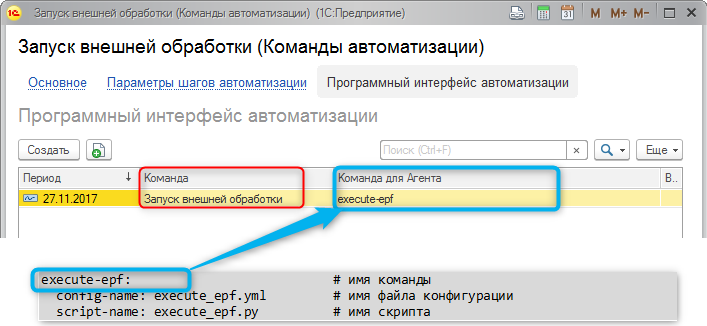 Запуск внешней обработки (Команды автоматизации) (1С:Предприятие)
M M+ M-
Запуск внешней обработки (Команды автоматизации)
Основное Параметры шагов автоматизации Программный интерфейс автоматизации
Программный интерфейс автоматизации
Создать Поиск (Ctrl+F) × Еще
Период ↓ Команда Команда для Агента В..
27.11.2017 Запуск внешней обработки execute-epf
execute-epf: # имя команды
config-name: execute_epf.yml # имя файла конфигурации
script-name: execute_epf.py # имя скрипта